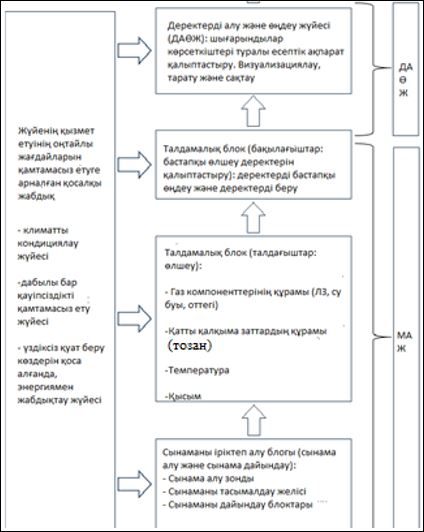 Жүйенің қызмет
етуінің оңтайлы
жағдайларын
қамтамасыз етуге
арналған қосалқы
жабдық
- климатты
кондициялау
жүйесі
-дабылы бар
қауіпсіздікті
қамтамасыз ету
жүйесі
- үздіксіз қуат беру
көздерін қоса
алғанда,
энергиямен
жабдықтау жүйесі
Деректерді алу және өңдеу жүйесі
(ДАӨЖ): шығарындылар
көрсеткіштері туралы есептік ақпарат
қалыптастыру. Визуализациялау,
тарату және сақтау
Талдамалық блок (бақылағыштар:
бастапқы өлшеу деректерін
қалыптастыру): деректерді бастапқы
өңдеу және деректерді беру
Талдамалық блок (талдағыштар:
өлшеу):
- Газ компоненттерінің құрамы (ЛЗ, су
буы, оттегі)
-Қатты қалқыма заттардың құрамы
(тозаң)
-Температура
-Қысым
Сынаманы іріктеп алу блогы (сынама
алу және сынама дайындау):
- Сынама алу зонды
- Сынаманы тасымалдау желісі
- Сынаманы дайындау блоктары
ДА
Ө
Ж
МА
Ж